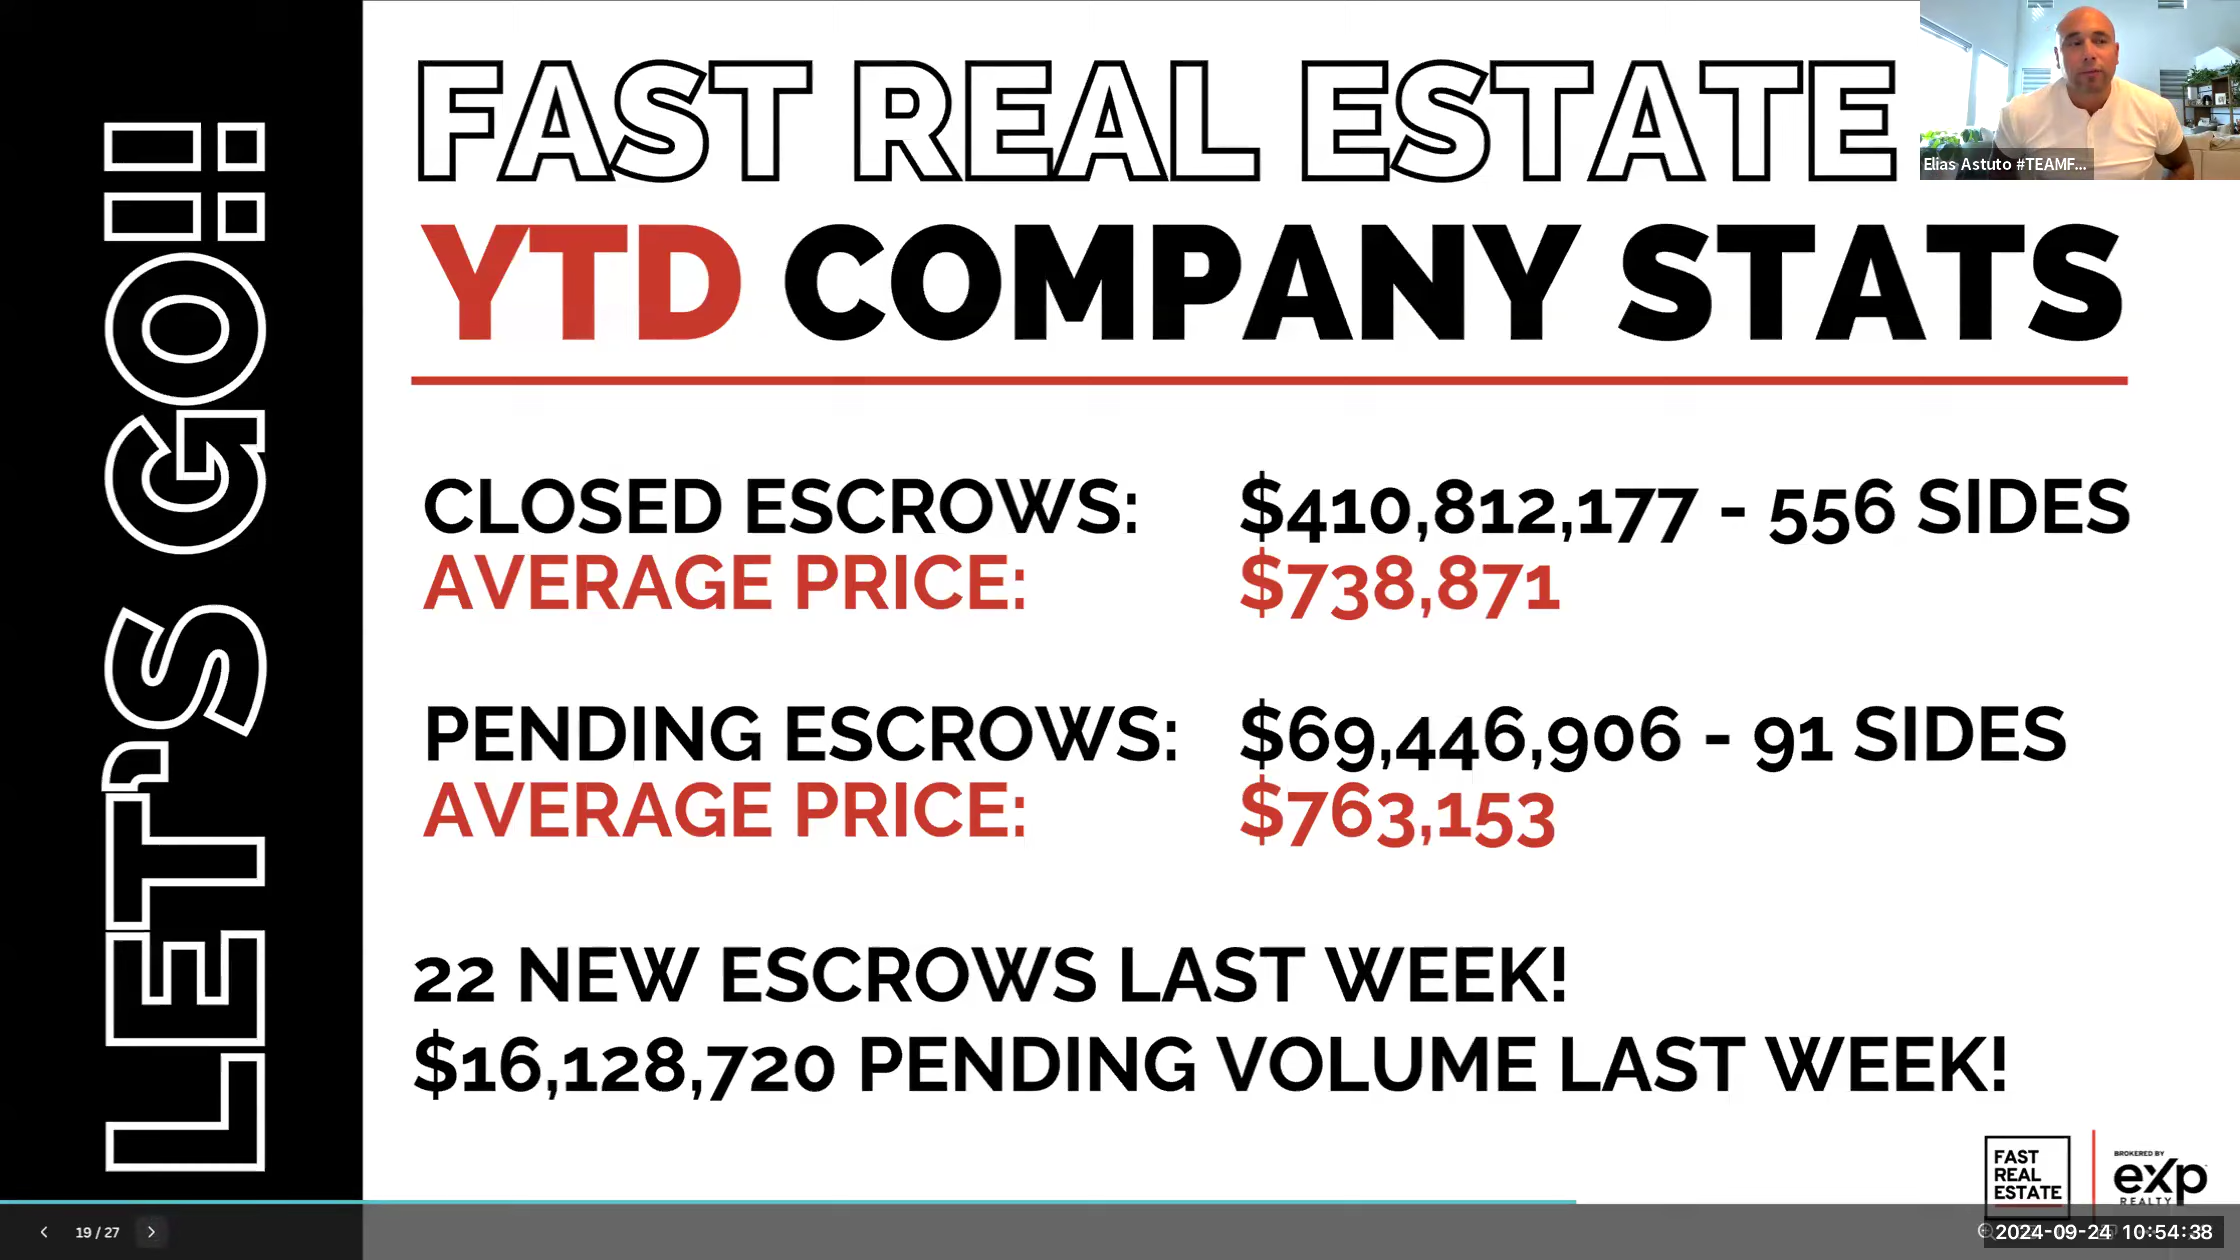 LET'S GO!!
FAST REAL ESTATE
YTD COMPANY STATS
CLOSED ESCROWS: $410,812,177 - 556 SIDES
AVERAGE PRICE: $738,871
PENDING ESCROWS: $69,446,906 - 91 SIDES
AVERAGE PRICE: $763,153
22 NEW ESCROWS LAST WEEK!
$16,128,720 PENDING VOLUME LAST WEEK!
Elias Astuto #TEAMF...
FAST
REAL
ESTATE
BROKERED BY
eXp
REALTY
19 / 27
2024-09-24 10:54:38